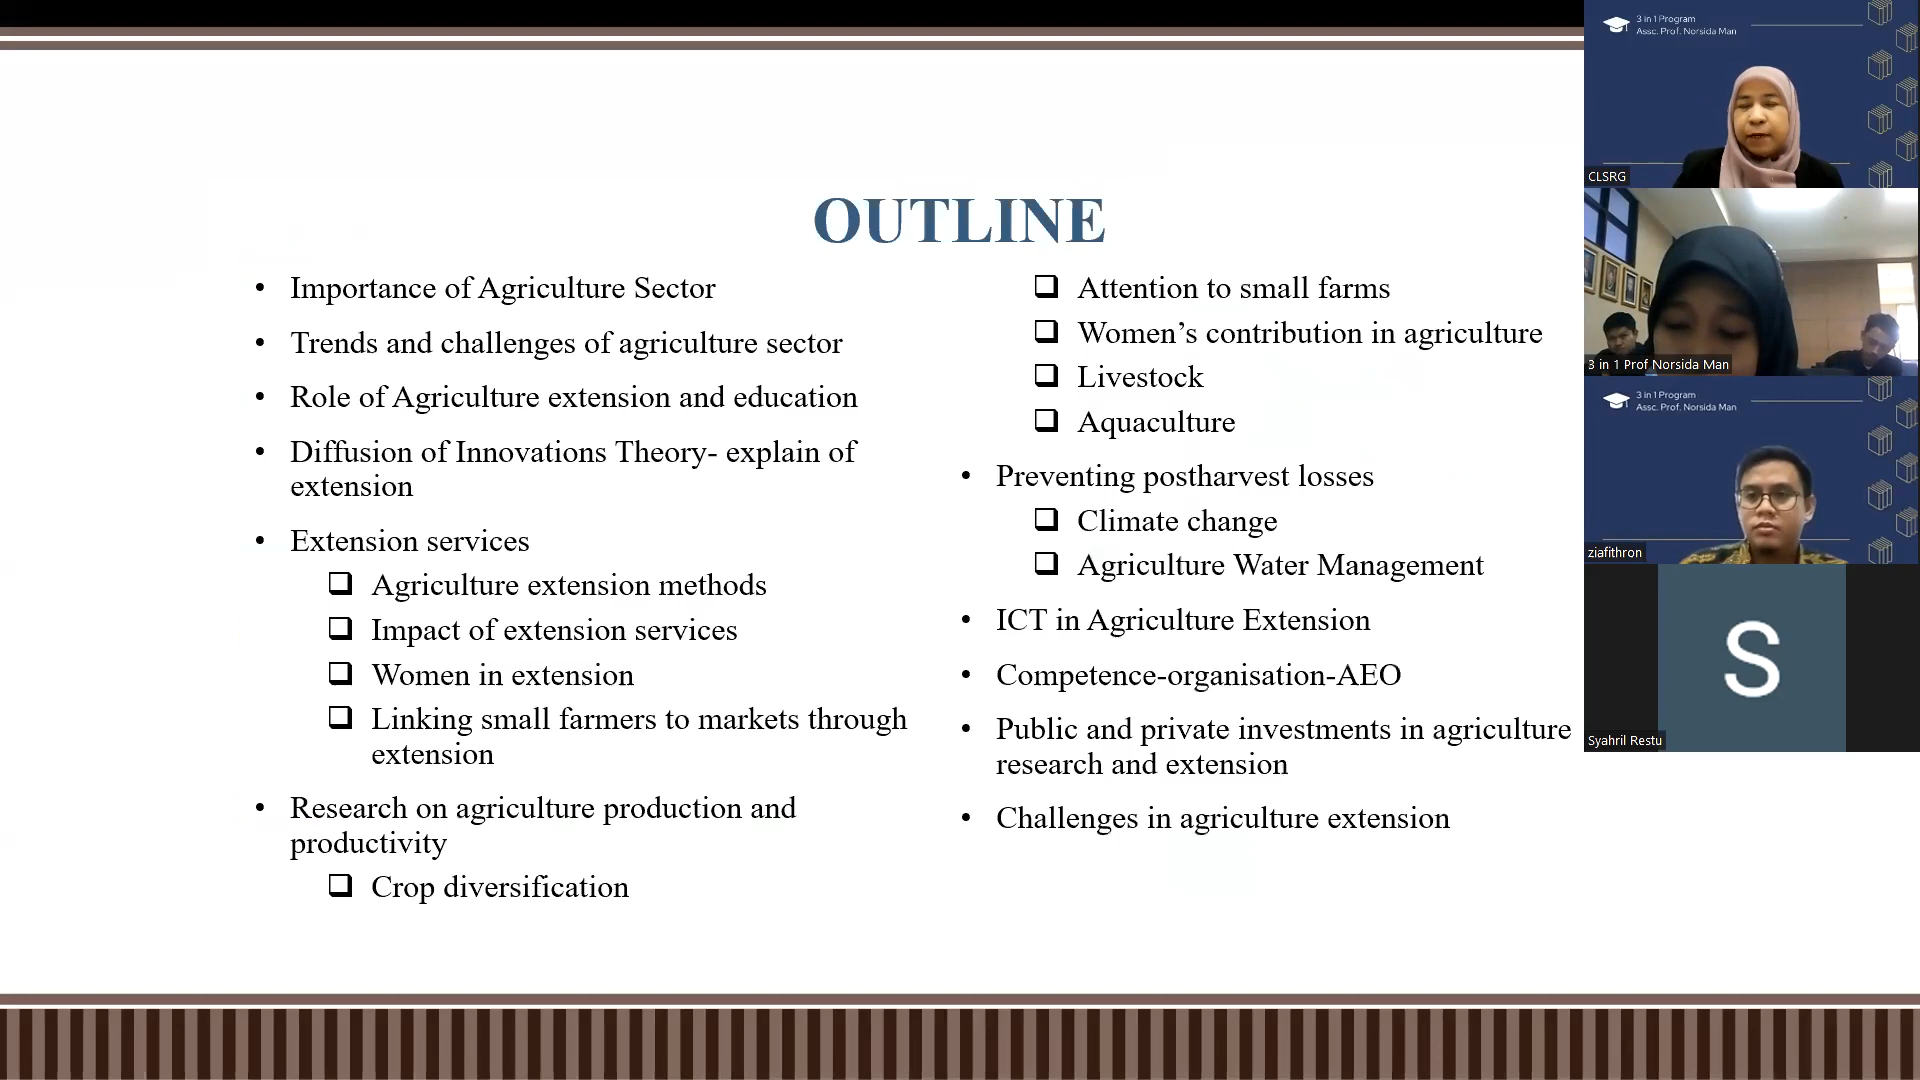 OUTLINE
• Importance of Agriculture Sector
• Trends and challenges of agriculture sector
• Role of Agriculture extension and education
• Diffusion of Innovations Theory- explain of
extension
• Extension services
❑ Agriculture extension methods
❑ Impact of extension services
❑ Women in extension
❑ Linking small farmers to markets through
extension
• Research on agriculture production and
productivity
❑ Crop diversification
❑ Attention to small farms
❑ Women’s contribution in agriculture
❑ Livestock
❑ Aquaculture
• Preventing postharvest losses
❑ Climate change
❑ Agriculture Water Management
• ICT in Agriculture Extension
• Competence-organisation-AEO
• Public and private investments in agriculture
research and extension
• Challenges in agriculture extension
3 in 1 Program
Assc. Prof. Norsida Man
CLSRG
3 in 1 Prof Norsida Man
3 in 1 Program
Assc. Prof. Norsida Man
ziafithron
S
Syahril Restu